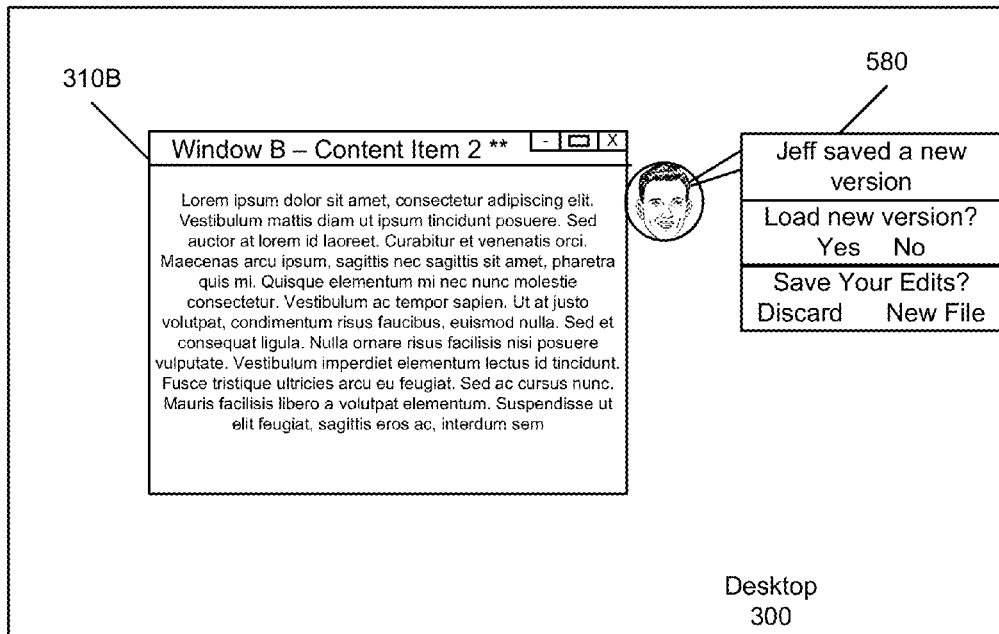 310B
580
Window B – Content Item 2 **
- X
Lorem ipsum dolor sit amet, consectetur adipiscing elit.
Vestibulum mattis diam ut ipsum tincidunt posuere. Sed
auctor at lorem id laoreet. Curabitur et venenatis orci.
Maecenas arcu ipsum, sagittis nec sagittis sit amet, pharetra
quis mi. Quisque elementum mi nec nunc molestie
consectetur. Vestibulum ac tempor sapien. Ut at justo
volutpat, condimentum risus faucibus, euismod nulla. Sed et
consequat ligula. Nulla ornare risus facilisis nisi posuere
vulputate. Vestibulum imperdiet elementum lectus id tincidunt.
Fusce tristique ultricies arcu eu feugiat. Sed ac cursus nunc.
Mauris facilisis libero a volutpat elementum. Suspendisse ut
elit feugiat, sagittis eros ac, interdum sem
Jeff saved a new
version
Load new version?
Yes No
Save Your Edits?
Discard New File
Desktop
300